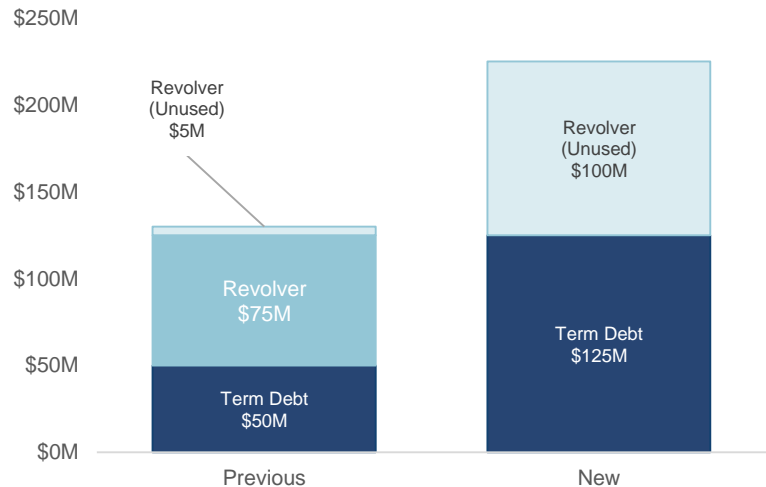 $250M
$200M
$150M
$100M
$50M
$0M
Revolver
(Unused)
$5M
Revolver
$75M
Term Debt
$50M
Revolver
(Unused)
$100M
Term Debt
$125M
Previous
New